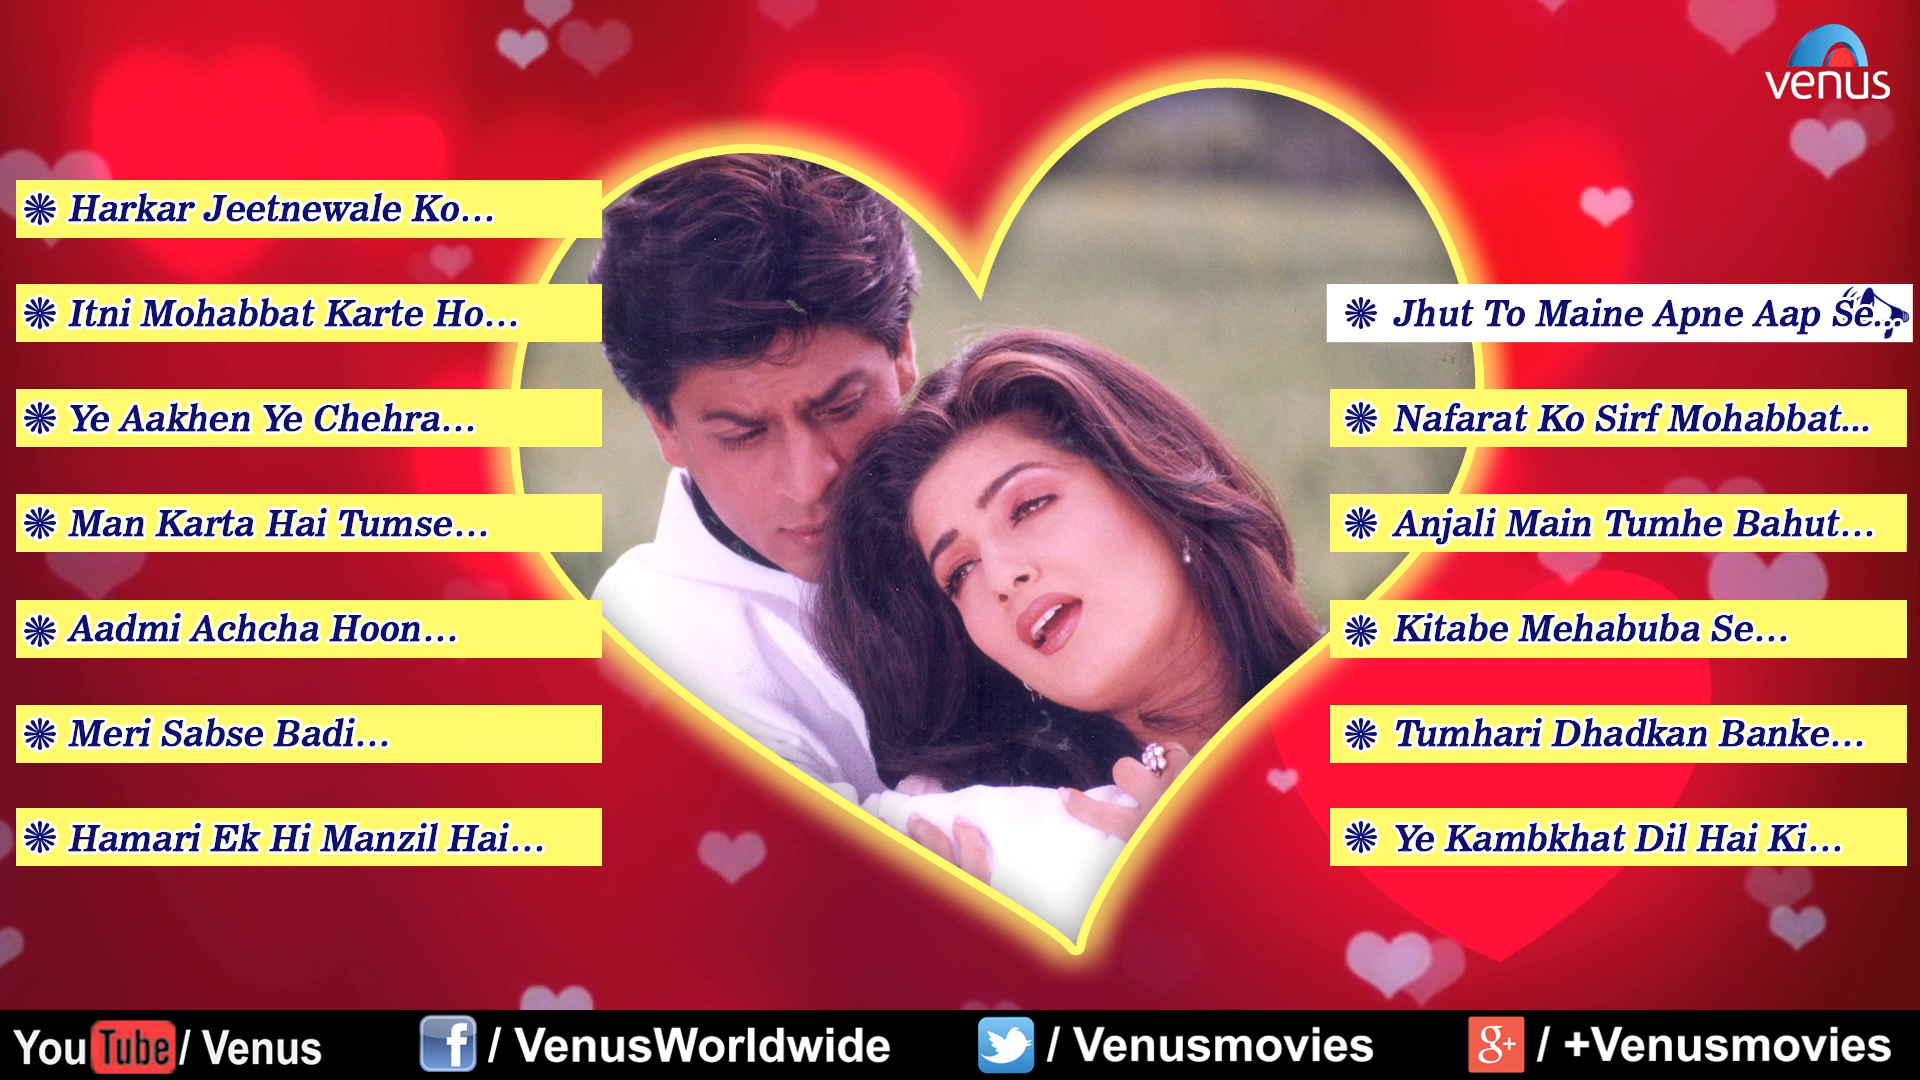 venus
Harkar Jeetnewale Ko...
Itni Mohabbat Karte Ho...
Ye Aakhen Ye Chehra...
Man Karta Hai Tumse...
Aadmi Achcha Hoon...
Meri Sabse Badi...
Hamari Ek Hi Manzil Hai...
Jhut To Maine Apne Aap Se...
Nafarat Ko Sirf Mohabbat...
Anjali Main Tumhe Bahut...
Kitabe Mehabuba Se...
Tumhari Dhadkan Banke...
Ye Kambkhat Dil Hai Ki...
YouTube / Venus f / VenusWorldwide / Venusmovies g+ / +Venusmovies